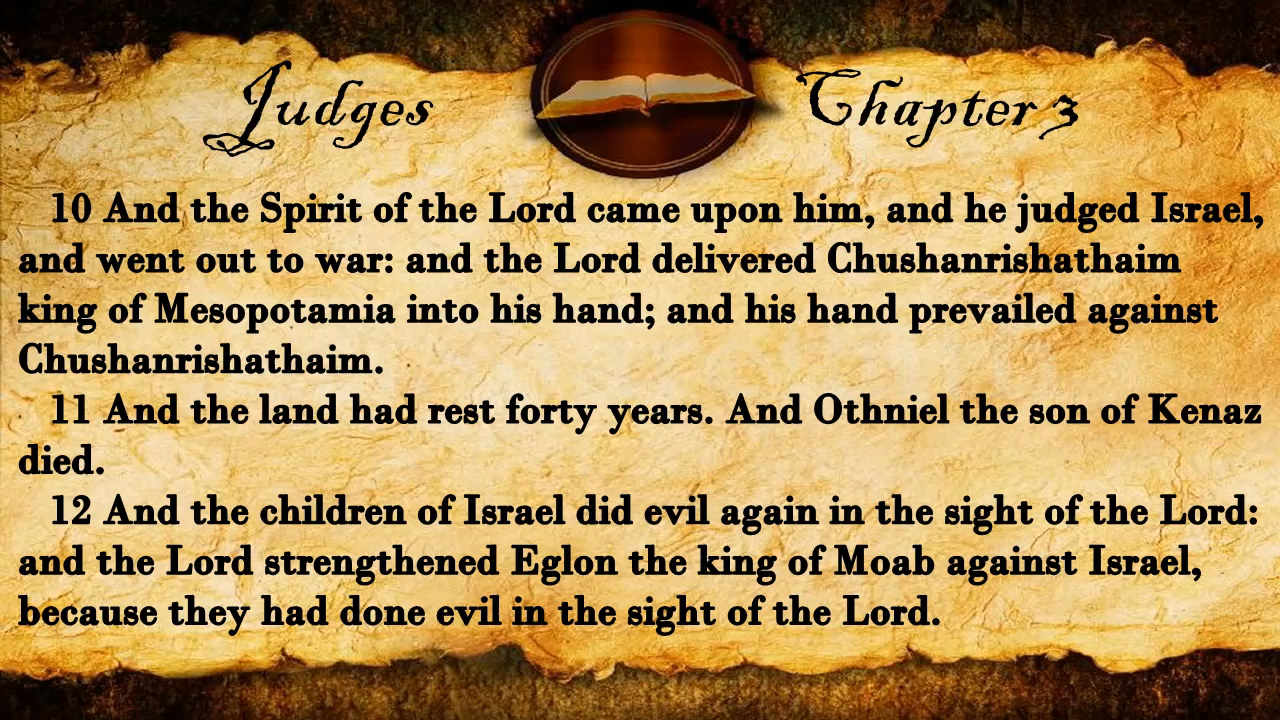 Judges Chapter 3
10 And the Spirit of the Lord came upon him, and he judged Israel,
and went out to war: and the Lord delivered Chushanrishathaim
king of Mesopotamia into his hand; and his hand prevailed against
Chushanrishathaim.
11 And the land had rest forty years. And Othniel the son of Kenaz
died.
12 And the children of Israel did evil again in the sight of the Lord:
and the Lord strengthened Eglon the king of Moab against Israel,
because they had done evil in the sight of the Lord.